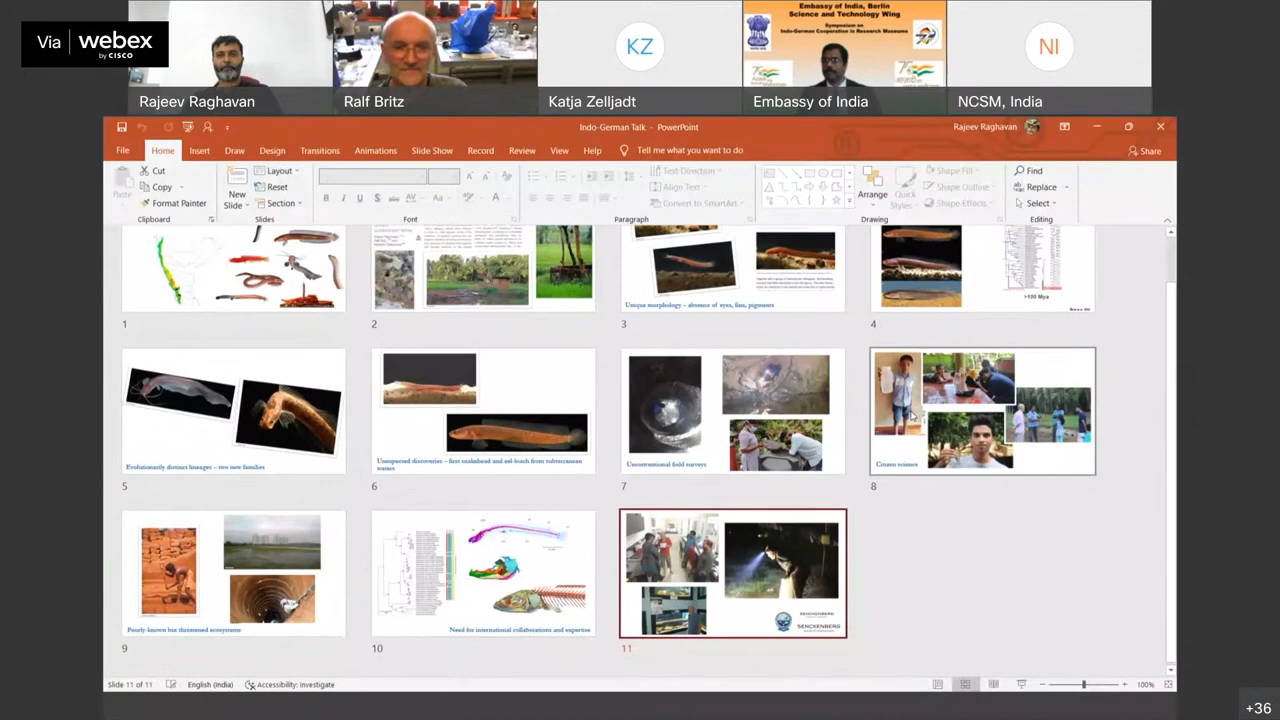 Via webex
by CISCO
Embassy of India, Berlin
Science and Technology Wing
Symposium on
Indo-German Cooperation in Research Museums
KZ
NI
Rajeev Raghavan
Ralf Britz
Katja Zelljadt
Embassy of India
NCSM, India
Indo-German Talk - PowerPoint
Rajeev Raghavan
File Home Insert Draw Design Transitions Animations Slide Show Record Review View Help Tell me what you want to do
Share
Paste
Cut
Copy
Format Painter
Clipboard
New Slide
Layout
Reset
Section
Slides
Font
Text Direction
Align Text
Convert to SmartArt
Paragraph
Arrange
Quick Styles
Shape Fill
Shape Outline
Shape Effects
Drawing
Find
Replace
Select
Editing
1
2
Unique morphology – absence of eyes, fins, pigments
3
>100 Mya
4
Evolutionarily distinct lineages – two new families
5
Unexpected discoveries – first snakehead and eel-loach from subterranean
waters
6
Unconventional field surveys
7
Citizen science
8
Poorly-known but threatened ecosystems
9
Need for international collaborations and expertise
10
SENCKENBERG
SENCKENBERG
11
Slide 11 of 11
English (India)
Accessibility: Investigate
100%
+36